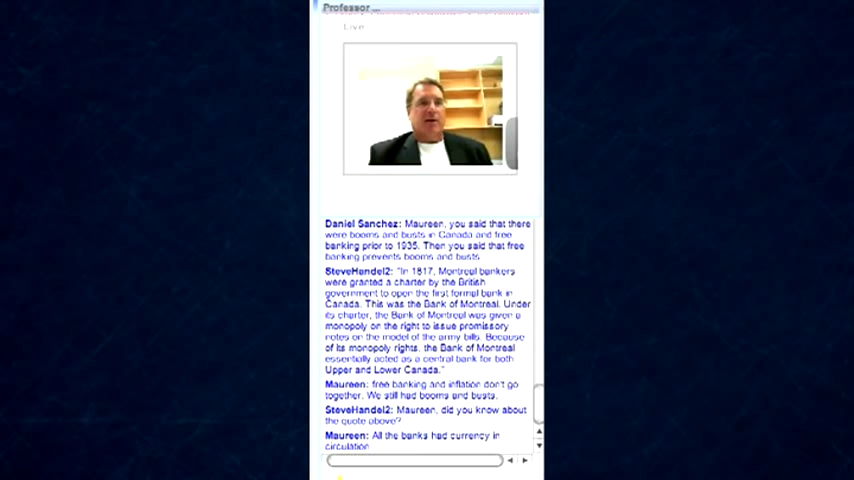 Professor ...
Live
Daniel Sanchez: Maureen, you said that there
were booms and busts in Canada and free
banking prior to 1935. Then you said that free
banking prevents booms and busts
SteveHandel2: "In 1817, Montreal bankers
were granted a charter by the British
government to open the first formal bank in
Canada. This was the Bank of Montreal. Under
its charter, the Bank of Montreal was given a
monopoly on the right to issue promissory
notes on the model of the army bills. Because
of its monopoly rights, the Bank of Montreal
essentially acted as a central bank for both
Upper and Lower Canada."
Maureen: free banking and inflation don't go
together. We still had booms and busts.
SteveHandel2: Maureen, did you know about
the quote above?
Maureen: All the banks had currency in
circulation